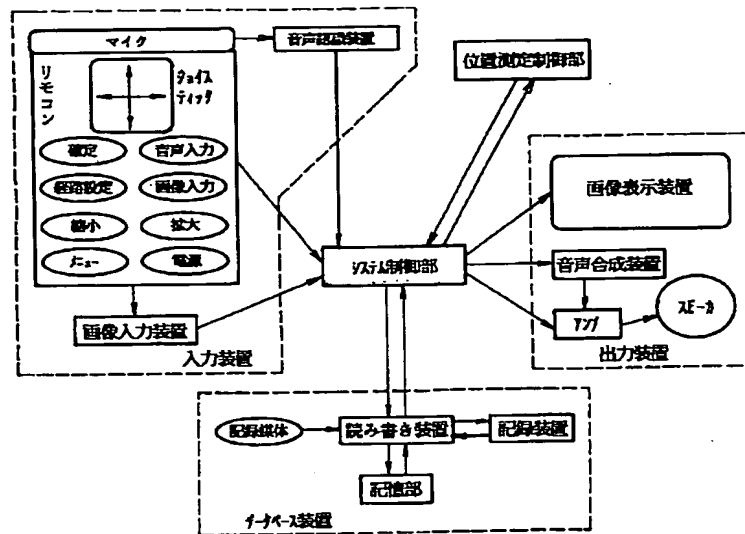 マイク
音声認識装置
位置測定制御部
リモコン
ジョイス
ティック
確定
音声入力
経路設定
画像入力
縮小
拡大
メニュー
電源
画像入力装置
入力装置
システム制御部
画像表示装置
音声合成装置
アンプ
スピーカ
出力装置
記録媒体
読み書き装置
記録装置
記憶部
データベース装置